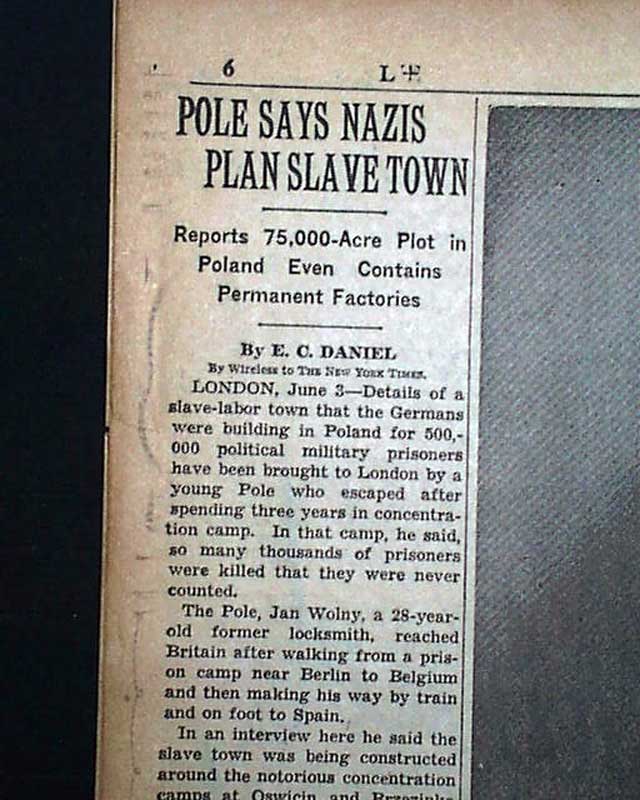 6
L +
POLE SAYS NAZIS
PLAN SLAVE TOWN
Reports 75,000-Acre Plot in
Poland Even Contains
Permanent Factories
By E. C. DANIEL
By Wireless to THE NEW YORK TIMES.
LONDON, June 3—Details of a
slave-labor town that the Germans
were building in Poland for 500,-
000 political military prisoners
have been brought to London by a
young Pole who escaped after
spending three years in concentra-
tion camp. In that camp, he said,
so many thousands of prisoners
were killed that they were never
counted.
The Pole, Jan Wolny, a 28-year-
old former locksmith, reached
Britain after walking from a pris-
on camp near Berlin to Belgium
and then making his way by train
and on foot to Spain.
In an interview here he said the
slave town was being constructed
around the notorious concentration
camps at Oswicin and